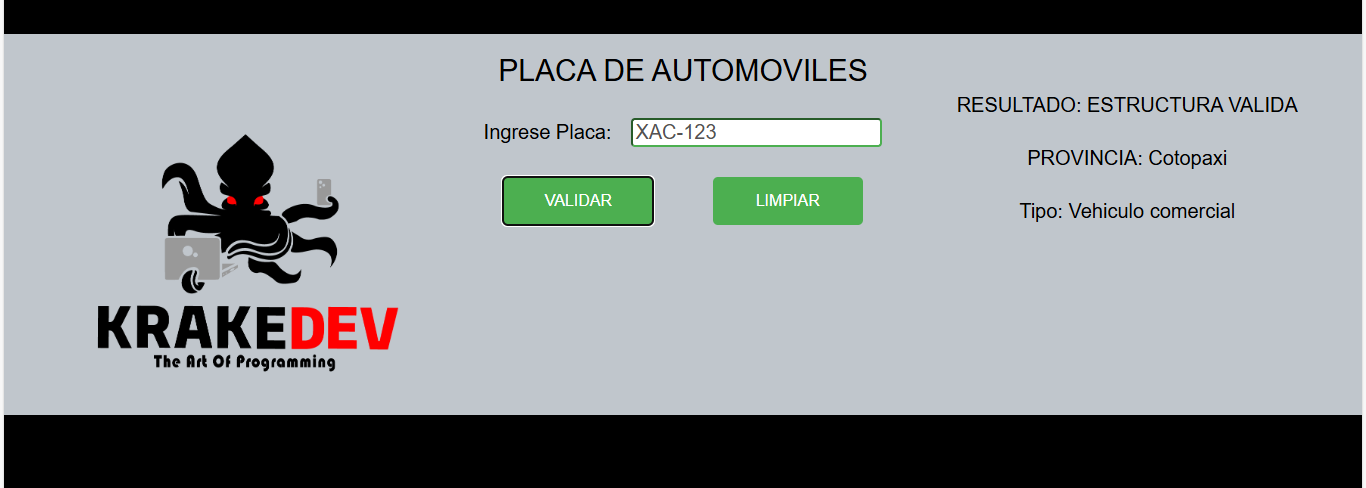 PLACA DE AUTOMOVILES
Ingrese Placa: XAC-123
VALIDAR LIMPIAR
RESULTADO: ESTRUCTURA VALIDA
PROVINCIA: Cotopaxi
Tipo: Vehiculo comercial
KRAKEDEV
The Art Of Programming